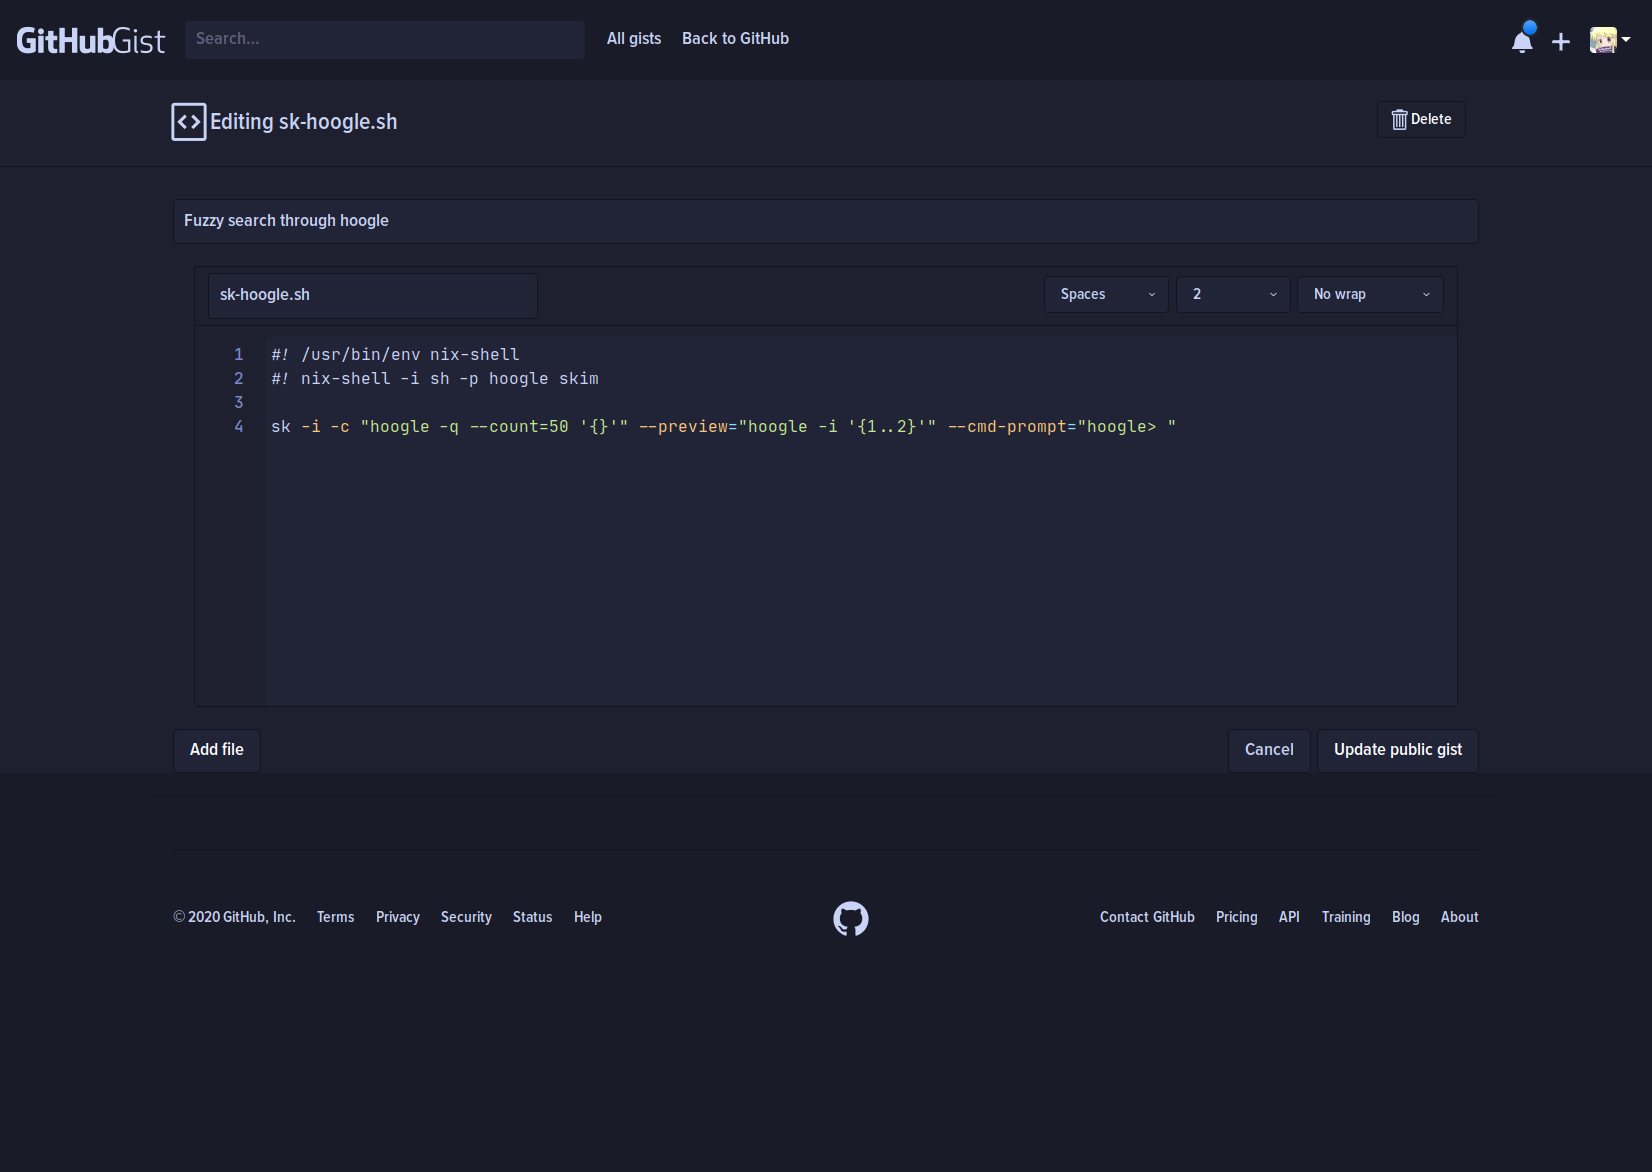 GitHubGist Search... All gists Back to GitHub
Editing sk-hoogle.sh Delete
Fuzzy search through hoogle
sk-hoogle.sh Spaces 2 No wrap
1 #! /usr/bin/env nix-shell
2 #! nix-shell -i sh -p hoogle skim
3
4 sk -i -c "hoogle -q --count=50 '{}'" --preview="hoogle -i '{1..2}'" --cmd-prompt="hoogle> "
Add file Cancel Update public gist
© 2020 GitHub, Inc. Terms Privacy Security Status Help Contact GitHub Pricing API Training Blog About